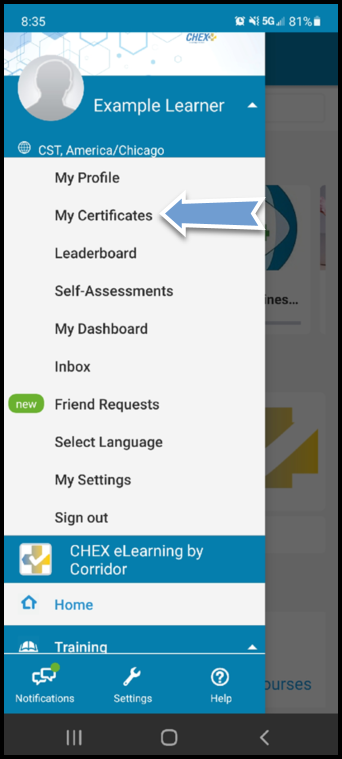 8:35
5G
81%
CHEX
Example Learner
CST, America/Chicago
My Profile
My Certificates
Leaderboard
Self-Assessments
My Dashboard
Inbox
new
Friend Requests
Select Language
My Settings
Sign out
CHEX eLearning by
Corridor
Home
Training
Notifications
Settings
Help
ines...
ourses